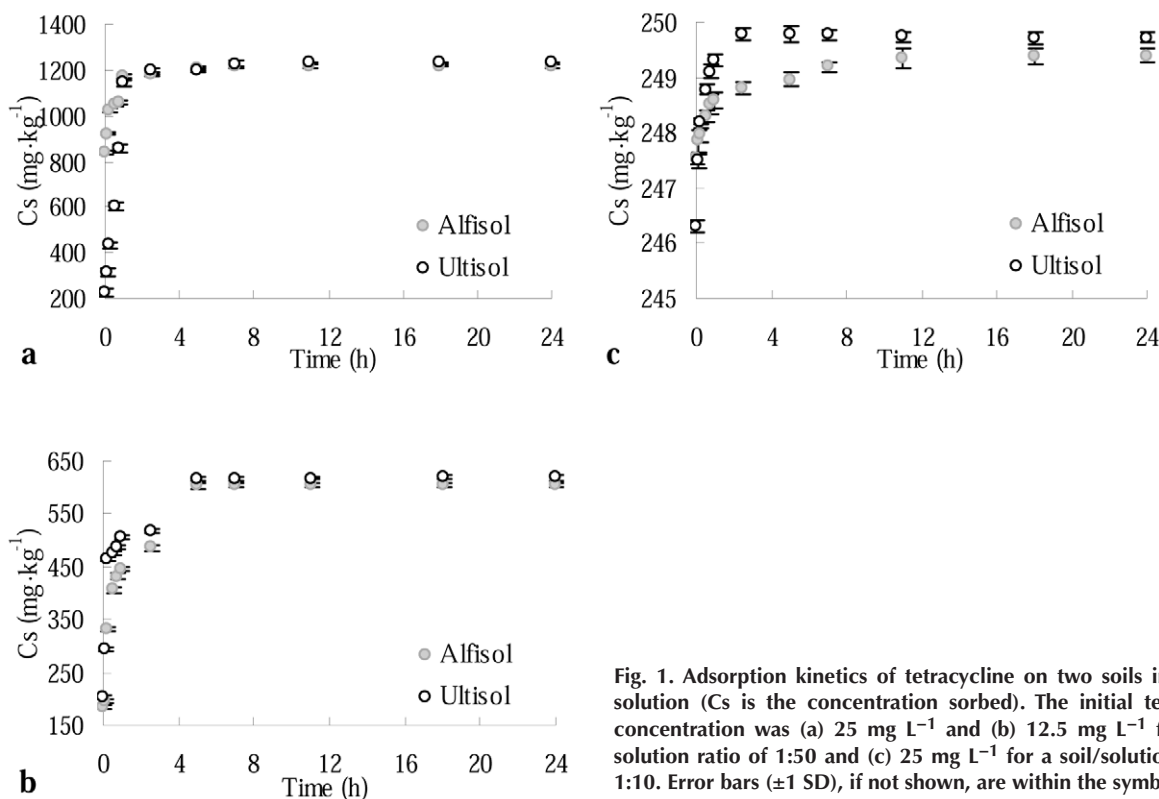 1400
1200
1000
800
600
400
200
Cs (mg·kg-1)
Alfisol
Ultisol
0 4 8 12 16 20 24
Time (h)
a
250
249
248
247
246
245
Cs (mg·kg-1)
Alfisol
Ultisol
0 4 8 12 16 20 24
Time (h)
c
650
550
450
350
250
150
Cs (mg·kg-1)
Alfisol
Ultisol
0 4 8 12 16 20 24
Time (h)
b
Fig. 1. Adsorption kinetics of tetracycline on two soils i
solution (Cs is the concentration sorbed). The initial te
concentration was (a) 25 mg L−1 and (b) 12.5 mg L−1 f
solution ratio of 1:50 and (c) 25 mg L−1 for a soil/solutio
1:10. Error bars (±1 SD), if not shown, are within the symb